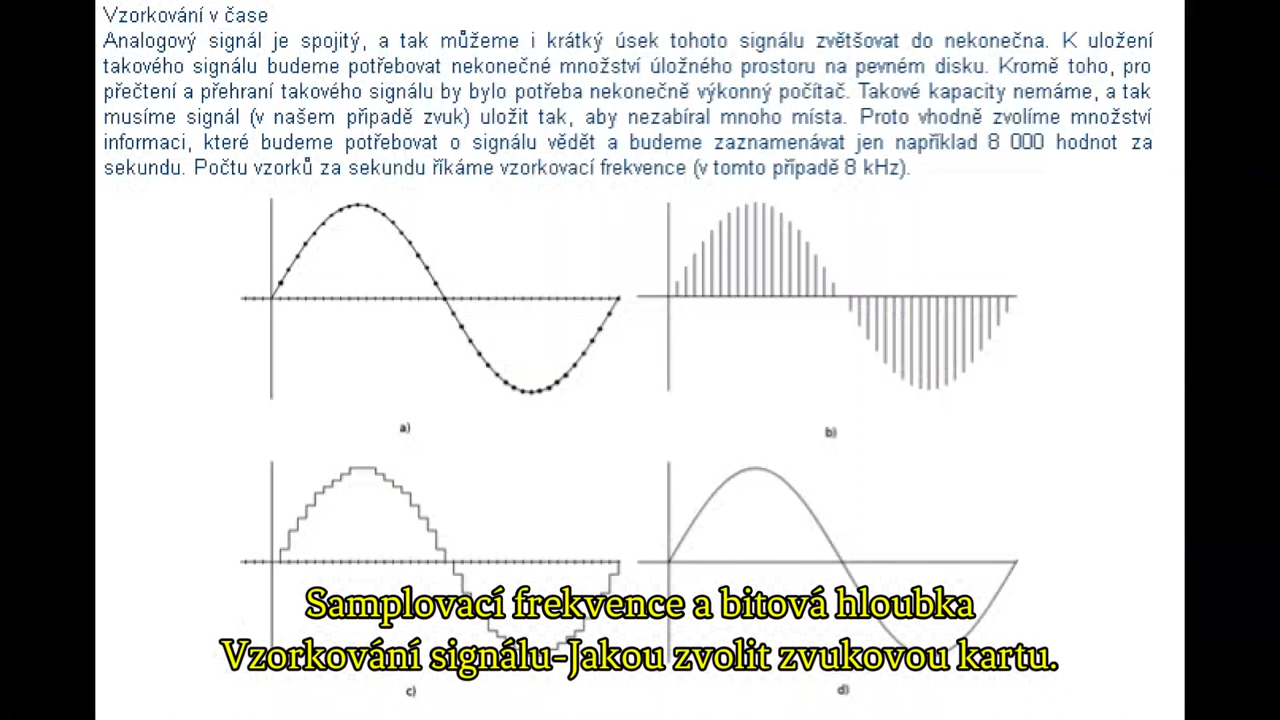 Vzorkování v čase
Analogový signál je spojitý, a tak můžeme i krátký úsek tohoto signálu zvětšovat do nekonečna. K uložení
takového signálu budeme potřebovat nekonečné množství úložného prostoru na pevném disku. Kromě toho, pro
přečtení a přehraní takového signálu by bylo potřeba nekonečně výkonný počítač. Takové kapacity nemáme, a tak
musíme signál (v našem připadě zvuk) uložit tak, aby nezabíral mnoho místa. Proto vhodně zvolíme množství
informaci, které budeme potřebovat o signálu vědět a budeme zaznamenávat jen například 8 000 hodnot za
sekundu. Počtu vzorků za sekundu říkáme vzorkovací frekvence (v tomto případě 8 kHz).
a)
b)
Samplovací frekvence a bitová hloubka
Vzorkování signálu-Jakou zvolit zvukovou kartu.
c)
d)